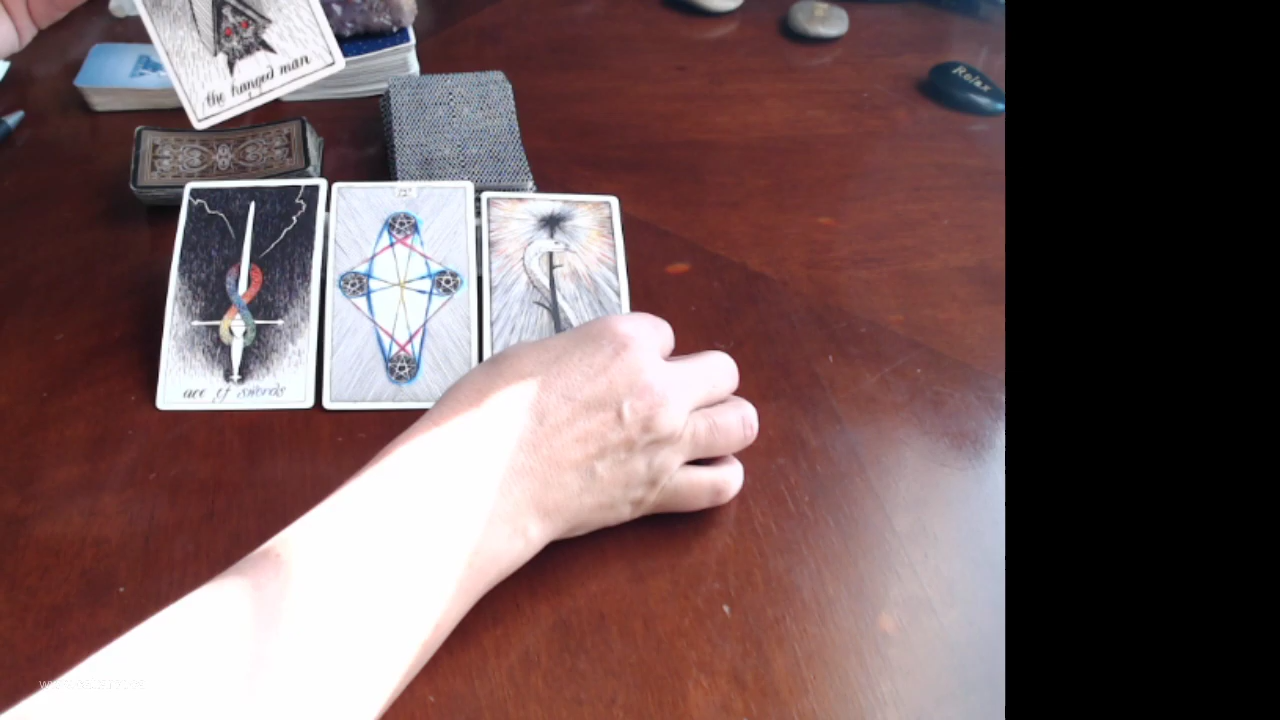 the hanged man
Relax
ace of swords